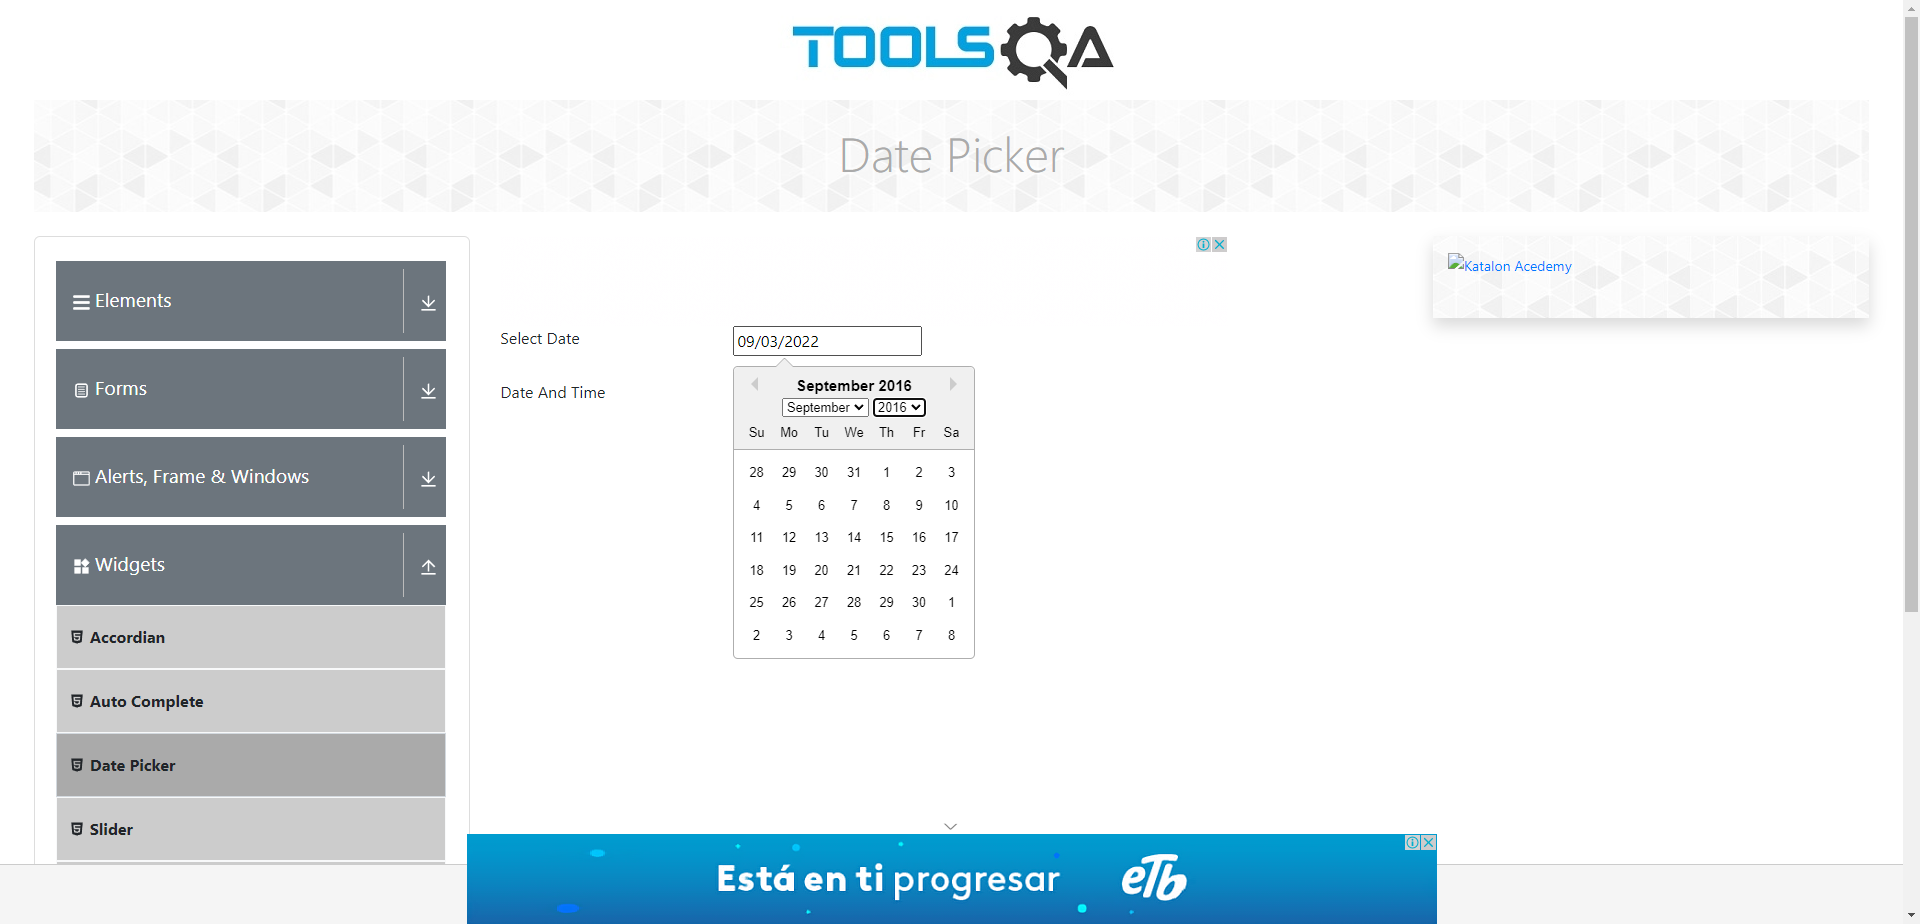 TOOLSQA
Date Picker
Elements
Forms
Alerts, Frame & Windows
Widgets
Accordian
Auto Complete
Date Picker
Slider
Select Date
09/03/2022
Date And Time
September 2016
September 2016
Su Mo Tu We Th Fr Sa
28 29 30 31 1 2 3
4 5 6 7 8 9 10
11 12 13 14 15 16 17
18 19 20 21 22 23 24
25 26 27 28 29 30 1
2 3 4 5 6 7 8
Katalon Acedemy
Está en ti progresar eTb